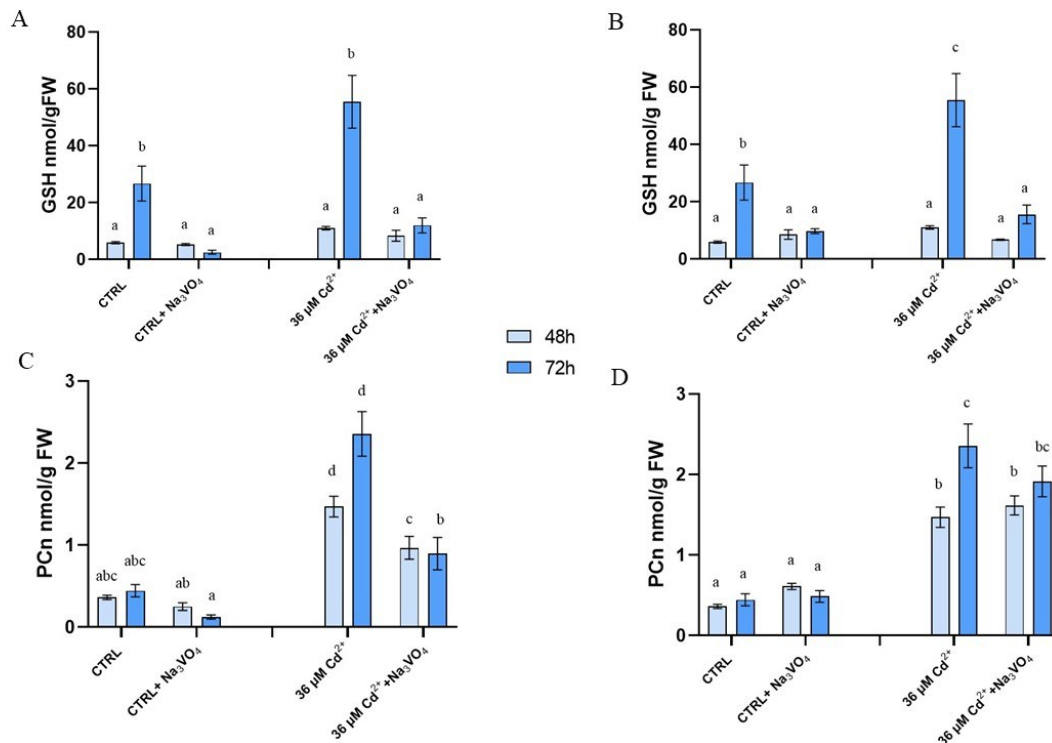 A
GSH nmol/gFW
80
60
40
20
0
a
b
a
a
a
b
a
a
CTRL
CTRL+ Na₃VO₄
36 µM Cd²⁺
36 µM Cd²⁺+Na₃VO₄
B
GSH nmol/g FW
80
60
40
20
0
a
b
a
a
a
c
a
a
CTRL
CTRL+ Na₃VO₄
36 µM Cd²⁺
36 µM Cd²⁺+Na₃VO₄
48h
72h
C
PCn nmol/g FW
3
2
1
0
abc
abc
ab
a
d
d
c
b
CTRL
CTRL+ Na₃VO₄
36 µM Cd²⁺
36 µM Cd²⁺+Na₃VO₄
D
PCn nmol/g FW
3
2
1
0
a
a
a
a
b
c
b
bc
CTRL
CTRL+ Na₃VO₄
36 µM Cd²⁺
36 µM Cd²⁺+Na₃VO₄